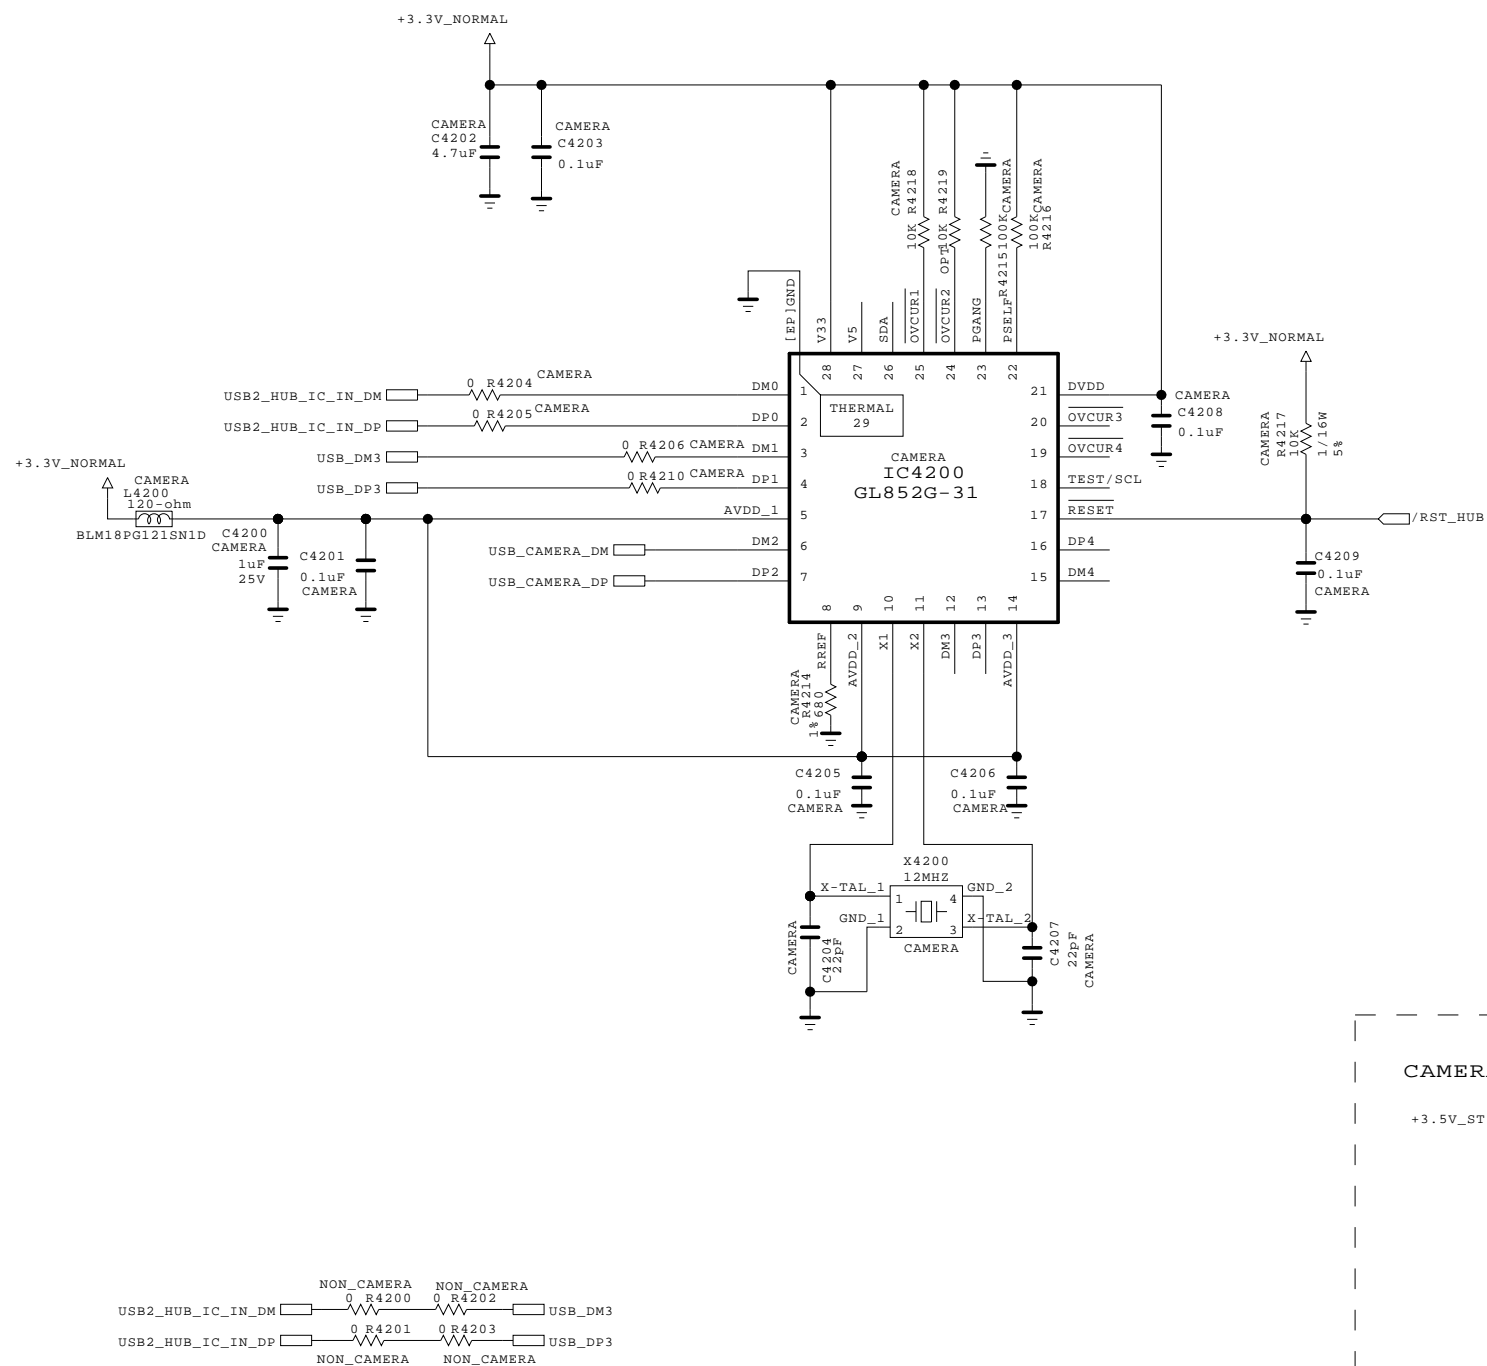 +3.3V_NORMAL
CAMERA
C4202
4.7uF
CAMERA
C4203
0.1uF
CAMERA
R4218
10K
R4219
10K
OPT
CAMERA
100K
R4215
CAMERA
100K
R4216
[EP]GND
V33
V5
SDA
OVCUR1
OVCUR2
PGANG
PSELF
28
27
26
25
24
23
22
+3.3V_NORMAL
USB2_HUB_IC_IN_DM
0 R4204
CAMERA
DM0
1
USB2_HUB_IC_IN_DP
0 R4205
CAMERA
DP0
2
USB_DM3
0 R4206 CAMERA
DM1
3
USB_DP3
0 R4210 CAMERA
DP1
4
THERMAL
29
CAMERA
IC4200
GL852G-31
21
DVDD
20
OVCUR3
19
OVCUR4
18
TEST/SCL
17
RESET
16
DP4
15
DM4
CAMERA
C4208
0.1uF
CAMERA
R4217
10K
1/16W
5%
/RST_HUB
C4209
0.1uF
CAMERA
+3.3V_NORMAL
CAMERA
L4200
120-ohm
BLM18PG121SN1D
C4200
CAMERA
1uF
25V
C4201
0.1uF
CAMERA
AVDD_1
5
USB_CAMERA_DM
DM2
6
USB_CAMERA_DP
DP2
7
8
9
10
11
12
13
14
RREF
AVDD_2
X1
X2
DM3
DP3
AVDD_3
CAMERA
R4214
680
1%
C4205
0.1uF
CAMERA
C4206
0.1uF
CAMERA
X4200
12MHZ
X-TAL_1
1
4
GND_2
GND_1
2
3
X-TAL_2
CAMERA
CAMERA
C4204
22pF
C4207
22pF
CAMERA
CAMERA
+3.5V_ST
NON_CAMERA
NON_CAMERA
USB2_HUB_IC_IN_DM
0 R4200
0 R4202
USB_DM3
USB2_HUB_IC_IN_DP
0 R4201
0 R4203
USB_DP3
NON_CAMERA
NON_CAMERA